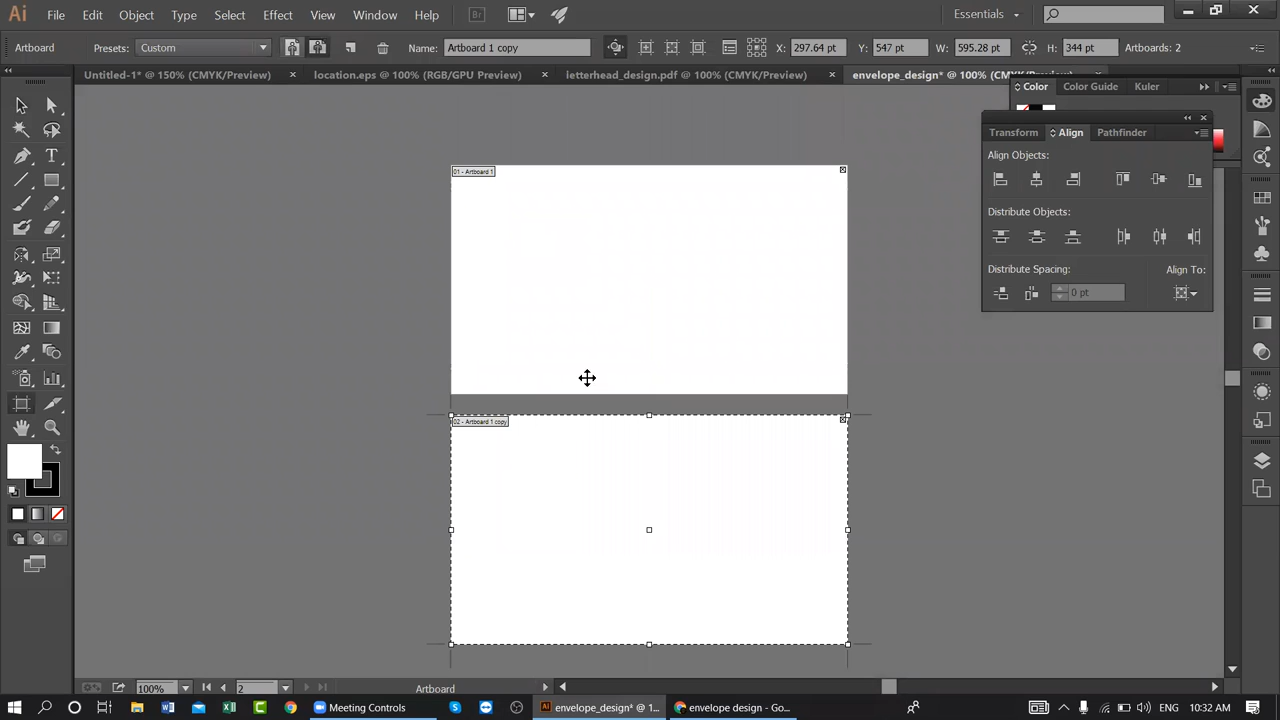 Ai File Edit Object Type Select Effect View Window Help Br Essentials
Artboard Presets: Custom Name: Artboard 1 copy X: 297.64 pt Y: 547 pt W: 595.28 pt H: 344 pt Artboards: 2
Untitled-1* @ 150% (CMYK/Preview) × location.eps @ 100% (RGB/GPU Preview) × letterhead_design.pdf @ 100% (CMYK/Preview) × envelope_design* @ 100% (CMYK/Preview) ×
Color Color Guide Kuler
Transform Align Pathfinder
Align Objects:
Distribute Objects:
Distribute Spacing: Align To:
0 pt
01 - Artboard 1
02 - Artboard 1 copy
100% 2 Artboard
Meeting Controls envelope_design* @ 1... envelope design - Go... ENG 10:32 AM